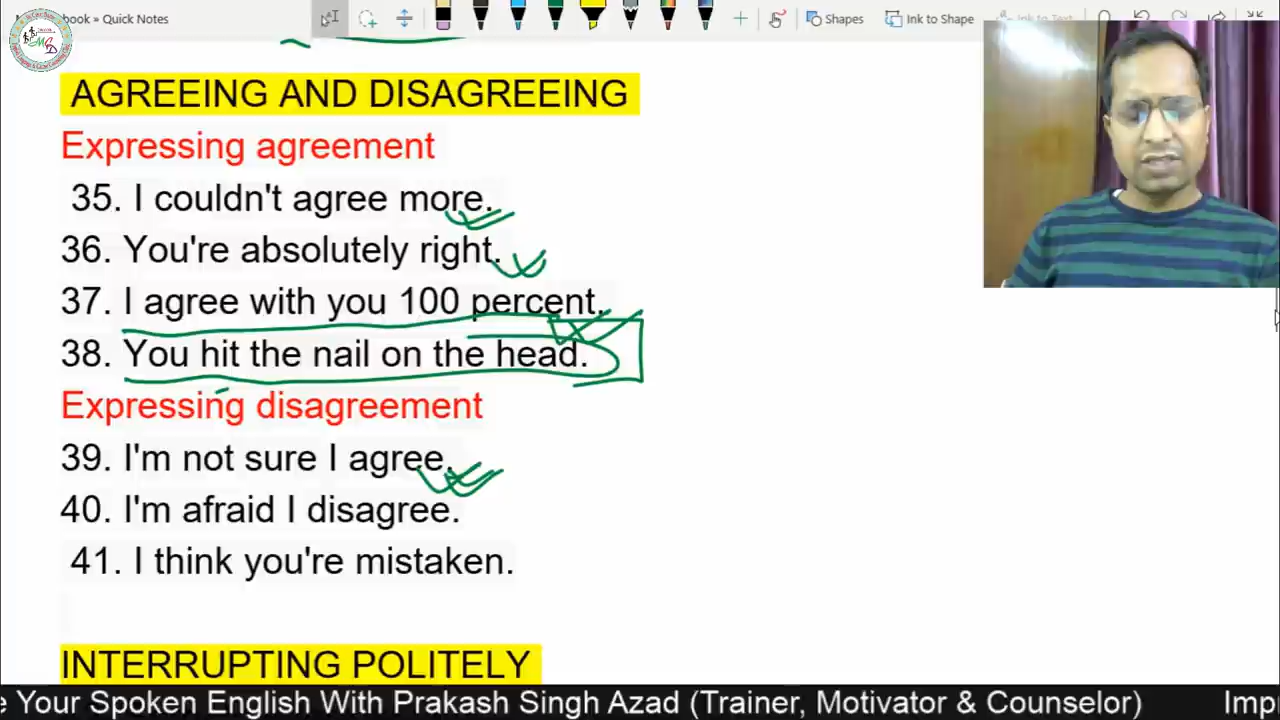 book » Quick Notes
Shapes
Ink to Shape
Ink to Text
AGREEING AND DISAGREEING
Expressing agreement
35. I couldn't agree more.
36. You're absolutely right.
37. I agree with you 100 percent.
38. You hit the nail on the head.
Expressing disagreement
39. I'm not sure I agree.
40. I'm afraid I disagree.
41. I think you're mistaken.
INTERRUPTING POLITELY
e Your Spoken English With Prakash Singh Azad (Trainer, Motivator & Counselor) Imp